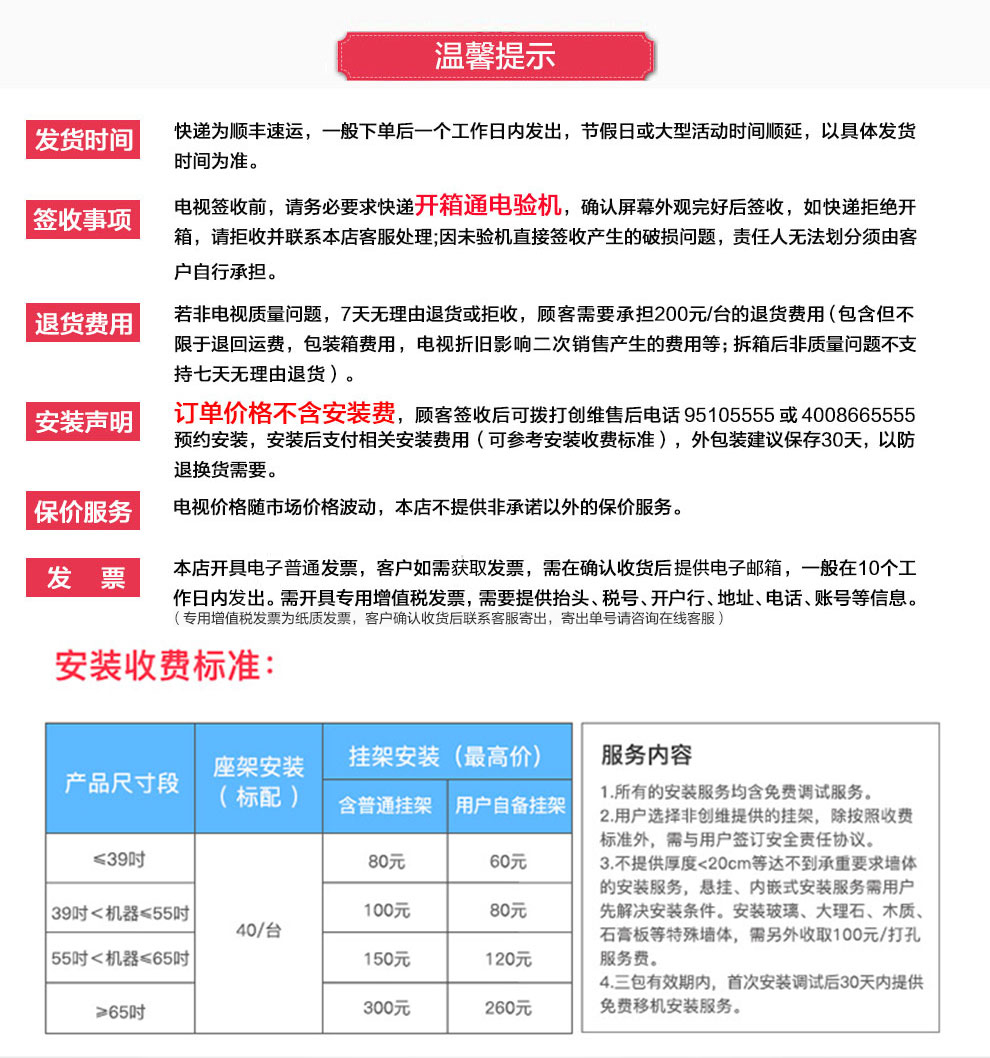 温馨提示
发货时间
快递为顺丰速运，一般下单后一个工作日内发出，节假日或大型活动时间顺延，以具体发货
时间为准。
签收事项
电视签收前，请务必要求快递开箱通电验机，确认屏幕外观完好后签收，如快递拒绝开
箱，请拒收并联系本店客服处理;因未验机直接签收产生的破损问题，责任人无法划分须由客
户自行承担。
退货费用
若非电视质量问题，7天无理由退货或拒收，顾客需要承担200元/台的退货费用（包含但不
限于退回运费，包装箱费用，电视折旧影响二次销售产生的费用等；拆箱后非质量问题不支
持七天无理由退货）。
安装声明
订单价格不含安装费，顾客签收后可拨打创维售后电话 95105555 或 4008665555
预约安装，安装后支付相关安装费用（可参考安装收费标准），外包装建议保存30天，以防
退换货需要。
保价服务
电视价格随市场价格波动，本店不提供非承诺以外的保价服务。
发 票
本店开具电子普通发票，客户如需获取发票，需在确认收货后提供电子邮箱，一般在10个工
作日内发出。需开具专用增值税发票，需要提供抬头、税号、开户行、地址、电话、账号等信息。
（专用增值税发票为纸质发票，客户确认收货后联系客服寄出，寄出单号请咨询在线客服）
安装收费标准：
产品尺寸段
座架安装
（标配）
挂架安装（最高价）
含普通挂架 用户自备挂架
≤39吋 80元 60元
39吋＜机器≤55吋 100元 80元
40/台
55吋＜机器≤65吋 150元 120元
≥65吋 300元 260元
服务内容
1.所有的安装服务均含免费调试服务。
2.用户选择非创维提供的挂架，除按照收费
标准外，需与用户签订安全责任协议。
3.不提供厚度<20cm等达不到承重要求墙体
的安装服务，悬挂、内嵌式安装服务需用户
先解决安装条件。安装玻璃、大理石、木质、
石膏板等特殊墙体，需另外收取100元/打孔
服务费。
4.三包有效期内，首次安装调试后30天内提供
免费移机安装服务。